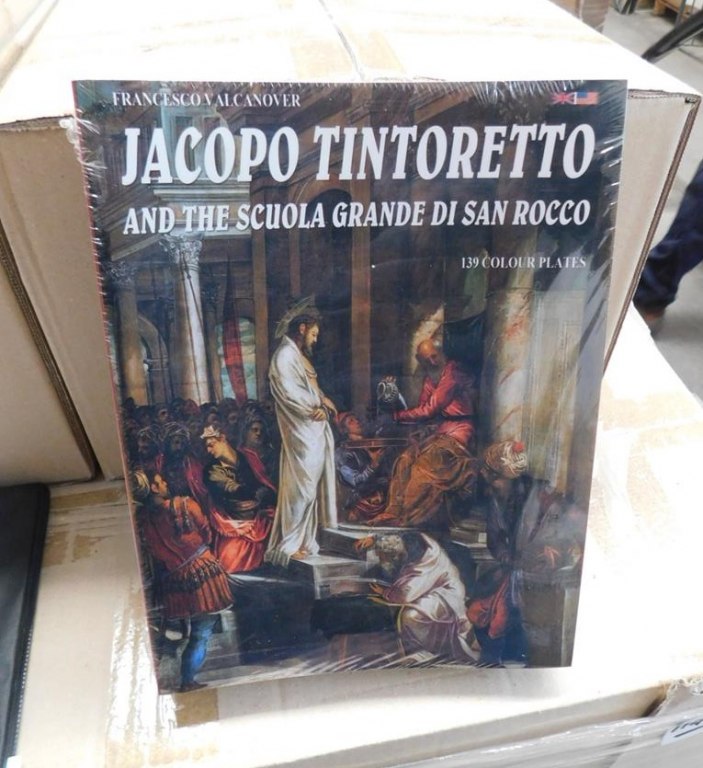 FRANCESCO VALCANOVER
JACOPO TINTORETTO
AND THE SCUOLA GRANDE DI SAN ROCCO
139 COLOUR PLATES